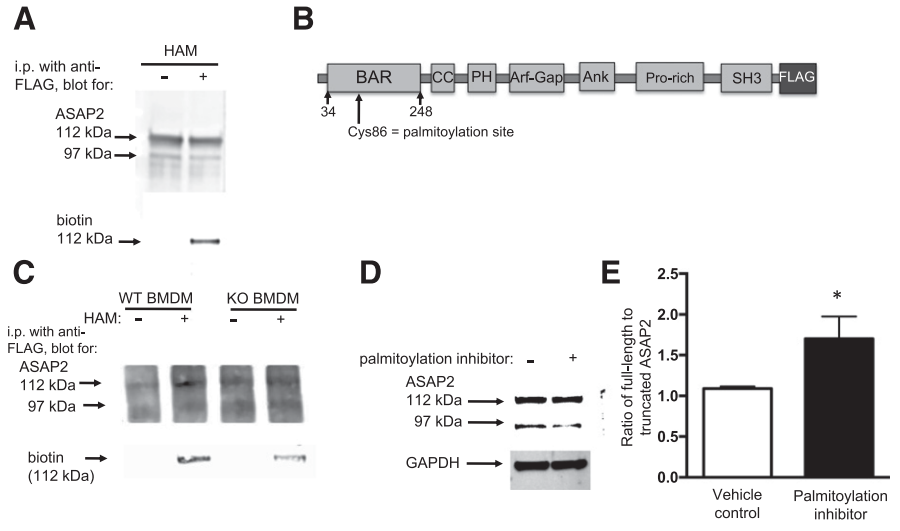 A
HAM
i.p. with anti-
FLAG, blot for:
- +
ASAP2
112 kDa
97 kDa
biotin
112 kDa
B
BAR CC PH Arf-Gap Ank Pro-rich SH3 FLAG
34 248
Cys86 = palmitoylation site
C
WT BMDM KO BMDM
HAM: - + - +
i.p. with anti-
FLAG, blot for:
ASAP2
112 kDa
97 kDa
biotin
(112 kDa)
D
palmitoylation inhibitor: - +
ASAP2
112 kDa
97 kDa
GAPDH
E
Ratio of full-length to
truncated ASAP2
2.5
2.0
1.5
1.0
0.5
0.0
*
Vehicle
control
Palmitoylation
inhibitor